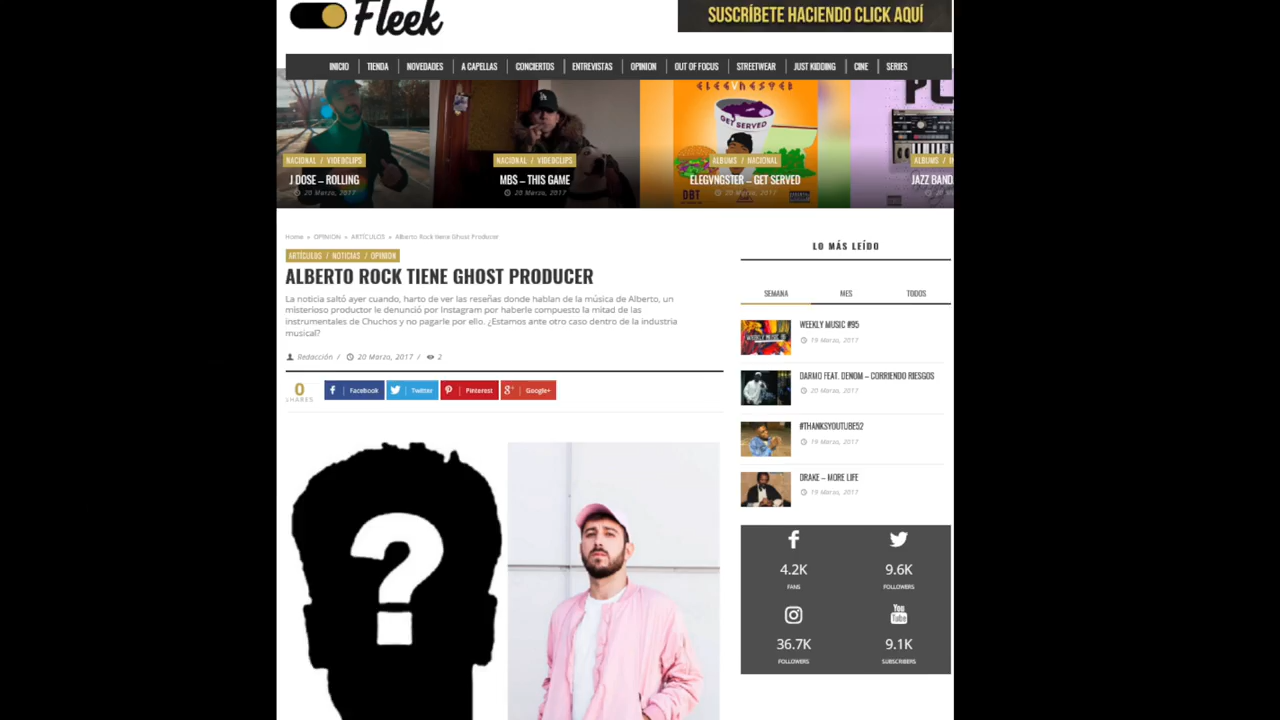 Fleek
SUSCRÍBETE HACIENDO CLICK AQUÍ
INICIO
TIENDA
NOVEDADES
A CAPELLAS
CONCIERTOS
ENTREVISTAS
OPINION
OUT OF FOCUS
STREETWEAR
JUST KIDDING
CINE
SERIES
NACIONAL / VIDEOCLIPS
J DOSE – ROLLING
20 Marzo, 2017
NACIONAL / VIDEOCLIPS
MBS – THIS GAME
20 Marzo, 2017
ELEGVNGSTER
GET SERVED
DBT
ALBUMS / NACIONAL
ELEGVNGSTER – GET SERVED
20 Marzo, 2017
ALBUMS /
JAZZ BAND
Home » OPINION » ARTÍCULOS » Alberto Rock tiene Ghost Producer
ARTÍCULOS / NOTICIAS / OPINION
ALBERTO ROCK TIENE GHOST PRODUCER
La noticia saltó ayer cuando, harto de ver las reseñas donde hablan de la música de Alberto, un
misterioso productor le denunció por Instagram por haberle compuesto la mitad de las
instrumentales de Chuchos y no pagarle por ello. ¿Estamos ante otro caso dentro de la industria
musical?
Redacción / 20 Marzo, 2017 / 2
0
SHARES
Facebook
Twitter
Pinterest
Google+
?
LO MÁS LEÍDO
SEMANA
MES
TODOS
WEEKLY MUSIC #95
19 Marzo, 2017
DARMO FEAT. DENOM – CORRIENDO RIESGOS
20 Marzo, 2017
#THANKSYOUTUBE52
19 Marzo, 2017
DRAKE – MORE LIFE
19 Marzo, 2017
4.2K
FANS
9.6K
FOLLOWERS
36.7K
FOLLOWERS
You
Tube
9.1K
SUBSCRIBERS